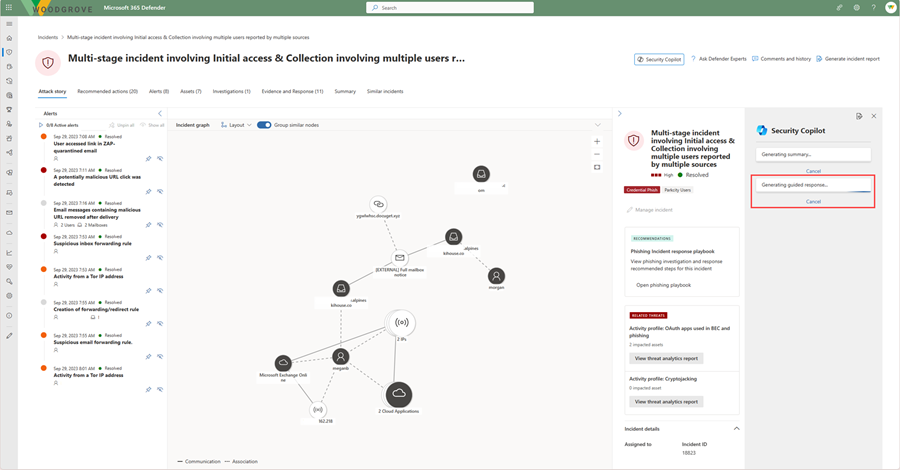 WOODGROVE
Microsoft 365 Defender
Search
Incidents > Multi-stage incident involving Initial access & Collection involving multiple users reported by multiple sources
Multi-stage incident involving Initial access & Collection involving multiple users r...
Security Copilot
? Ask Defender Experts
Comments and history
Generate incident report
Attack story
Recommended actions (20)
Alerts (0)
Assets (7)
Investigations (1)
Evidence and Response (11)
Summary
Similar incidents
Alerts
0/8 Active alerts
Unpin all
Show all
Sep 29, 2023 7:08 AM Resolved
User accessed link in ZAP-
quarantined email
Sep 29, 2023 7:11 AM Resolved
A potentially malicious URL click was
detected
Sep 29, 2023 7:18 AM Resolved
Email messages containing malicious
URL removed after delivery
2 Users 2 Mailboxes
Sep 29, 2023 7:53 AM Resolved
Suspicious inbox forwarding rule
Sep 29, 2023 7:53 AM Resolved
Activity from a Tor IP address
Sep 29, 2023 7:55 AM Resolved
Creation of forwarding/redirect rule
1
Sep 29, 2023 7:55 AM Resolved
Suspicious email forwarding rule.
Sep 29, 2023 8:01 AM Resolved
Activity from a Tor IP address
Incident graph
Layout
Group similar nodes
.alpines
kihouse.co
[EXTERNAL] Full mailbox
notice
morgan
.alpines
kihouse.co
2 IPs
meganb
Microsoft Exchange Onli
ne
162.218
2 Cloud Applications
Communication
Association
Multi-stage incident
involving Initial access &
Collection involving
multiple users reported
by multiple sources
High Resolved
Credential Phish
Manage incident
RECOMMENDATIONS
Phishing Incident response playbook
View phishing investigation and response
recommended steps for this incident
Open phishing playbook
RELATED THREATS
Activity profile: OAuth apps used in BEC and
phishing
2 impacted assets
View threat analytics report
Activity profile: Cryptojacking
0 impacted asset
View threat analytics report
Incident details
Assigned to
Incident ID
18823
Security Copilot
Generating summary...
Cancel
Generating guided response...
Cancel